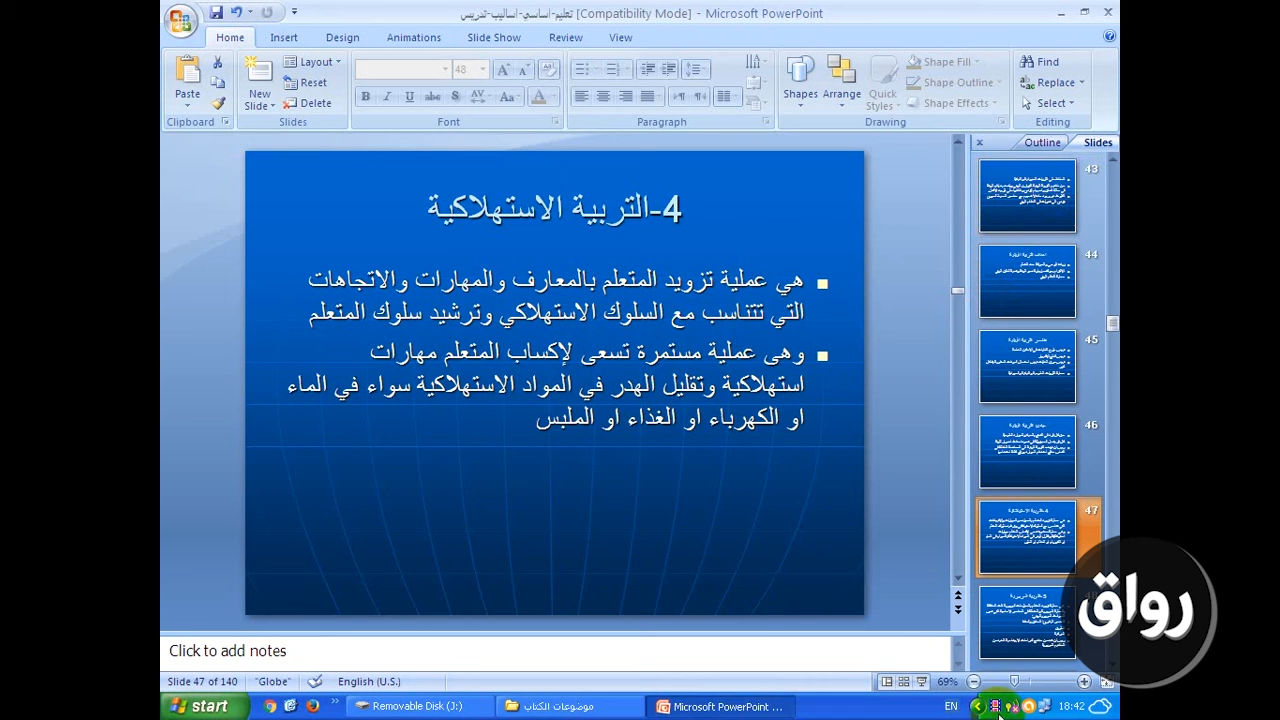 تعليم-اساسي-اساليب-تدريس [Compatibility Mode] - Microsoft PowerPoint
Home Insert Design Animations Slide Show Review View
Paste
Clipboard
New Slide
Layout
Reset
Delete
Slides
48
Font
Paragraph
Shapes
Arrange
Quick Styles
Shape Fill
Shape Outline
Shape Effects
Drawing
Find
Replace
Select
Editing
Outline Slides
4-التربية الاستهلاكية
هي عملية تزويد المتعلم بالمعارف والمهارات والاتجاهات
التي تتناسب مع السلوك الاستهلاكي وترشيد سلوك المتعلم
وهى عملية مستمرة تسعى لإكساب المتعلم مهارات
استهلاكية وتقليل الهدر في المواد الاستهلاكية سواء في الماء
او الكهرباء او الغذاء او الملبس
43
44
45
46
47
48
رواق
Click to add notes
Slide 47 of 140 "Globe" English (U.S.) 69%
start Removable Disk (J:) موضوعات الكتاب Microsoft PowerPoint ... EN 18:42